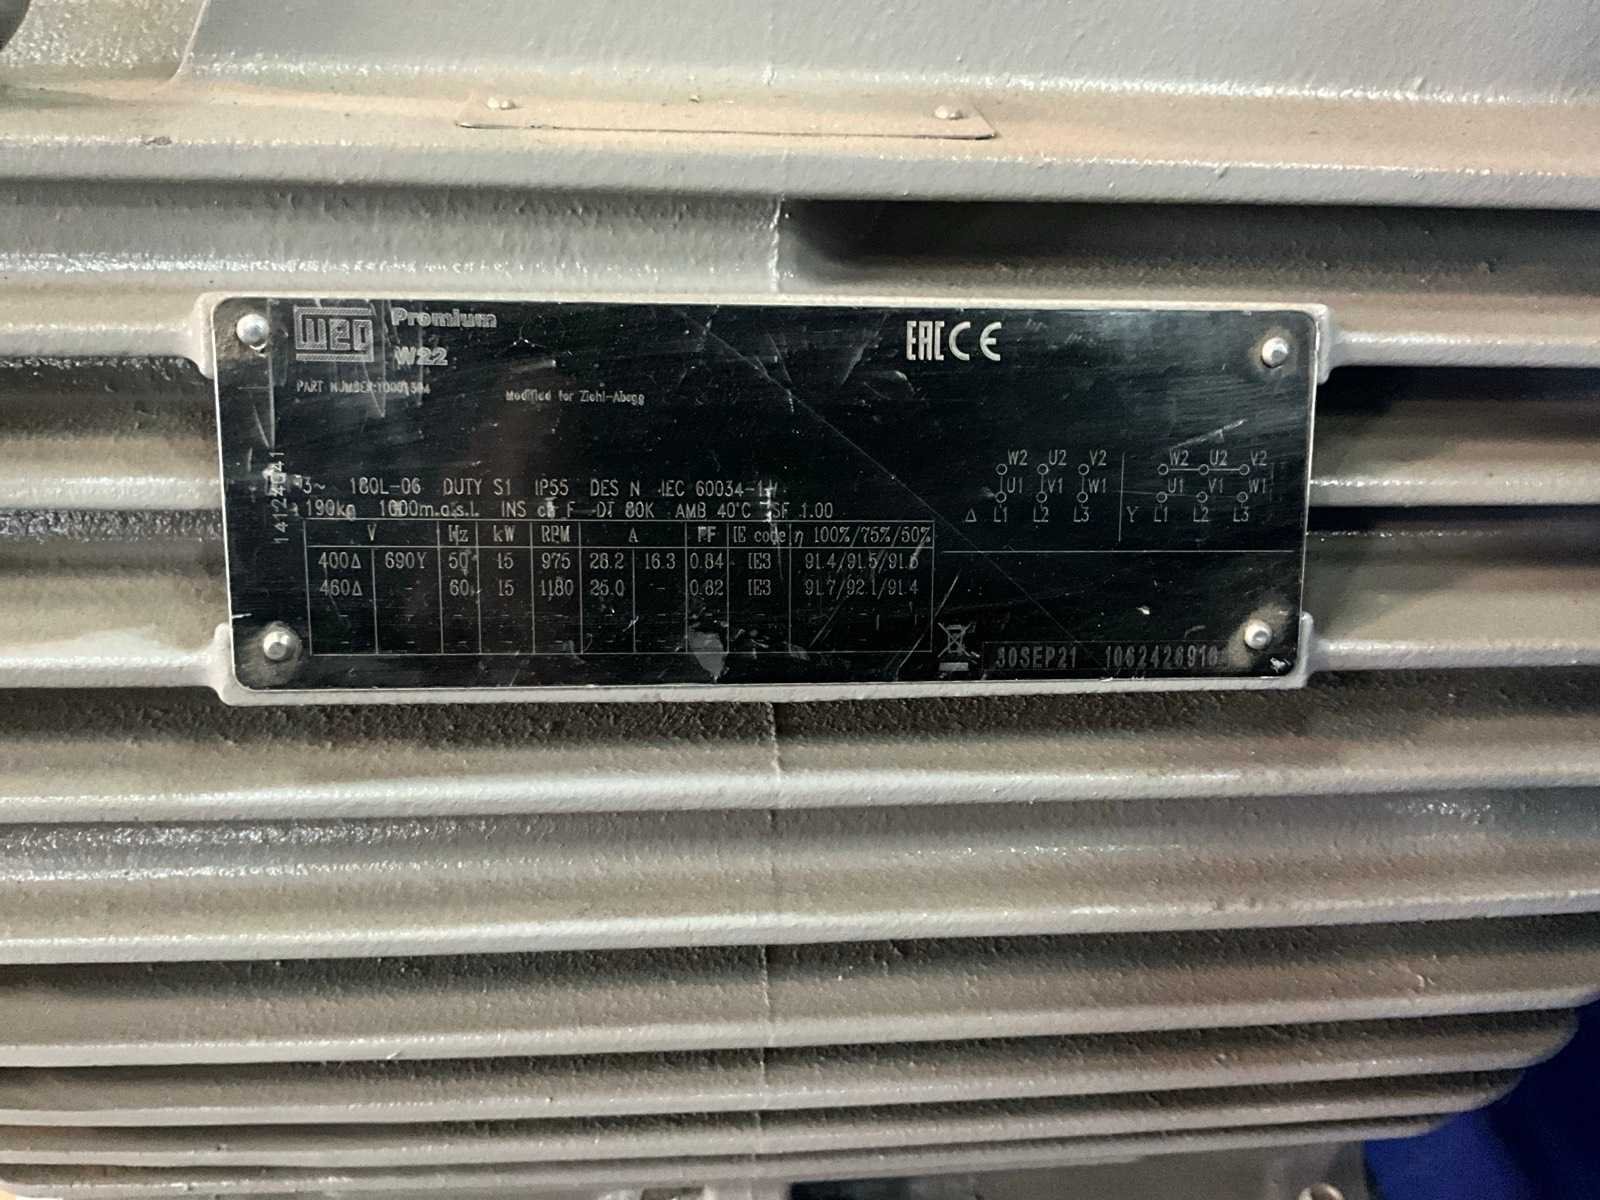 WEG Premium
W22
PART NUMBER:
Modified for Ziehl-Abegg
EAC CE
3~ 180L-06 DUTY S1 IP55 DES N IEC 60034-1
190kg 1000m.a.s.l. INS cl. F DT 80K AMB 40°C SF 1.00
V Hz kW RPM A PF IE code η 100%/75%/50%
400Δ 690Y 50 15 975 28.2 16.3 0.84 IE3 91.4/91.5/
460Δ - 60 15 1180 25.0 - 0.82 IE3 91.7/92.1/91.4
W2 U2 V2 W2 U2 V2
U1 V1 W1 U1 V1 W1
Δ L1 L2 L3 Y L1 L2 L3
30SEP21